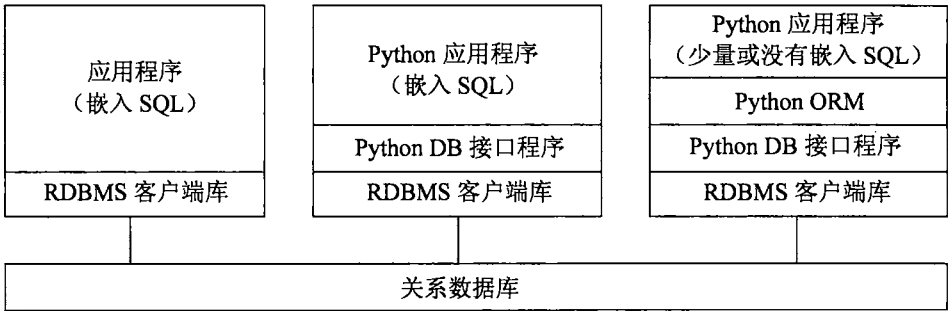 应用程序
（嵌入 SQL）
RDBMS 客户端库
Python 应用程序
（嵌入 SQL）
Python DB 接口程序
RDBMS 客户端库
Python 应用程序
（少量或没有嵌入 SQL）
Python ORM
Python DB 接口程序
RDBMS 客户端库
关系数据库